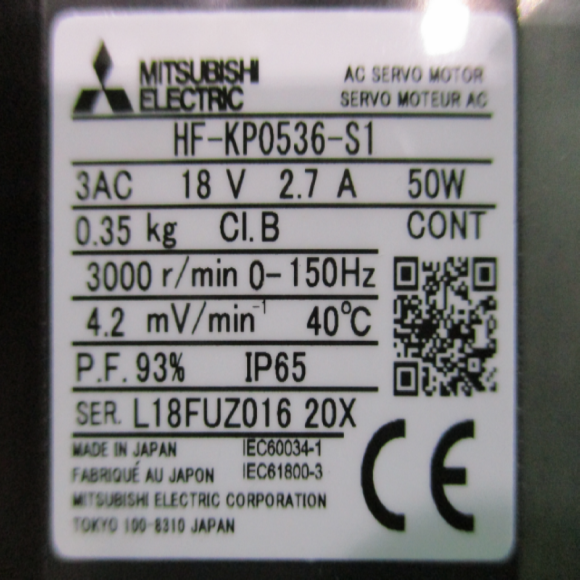 MITSUBISHI ELECTRIC
AC SERVO MOTOR
SERVO MOTEUR AC
HF-KP0536-S1
3AC 18 V 2.7 A 50W
0.35 kg CI.B CONT
3000 r/min 0-150Hz
4.2 mV/min⁻¹ 40℃
P.F. 93% IP65
SER. L18FUZ016 20X
MADE IN JAPAN IEC60034-1
FABRIQUÉ AU JAPON IEC61800-3
MITSUBISHI ELECTRIC CORPORATION
TOKYO 100-8310 JAPAN
CE